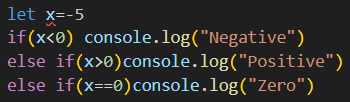 let x=-5
if(x<0) console.log("Negative")
else if(x>0)console.log("Positive")
else if(x==0)console.log("Zero")